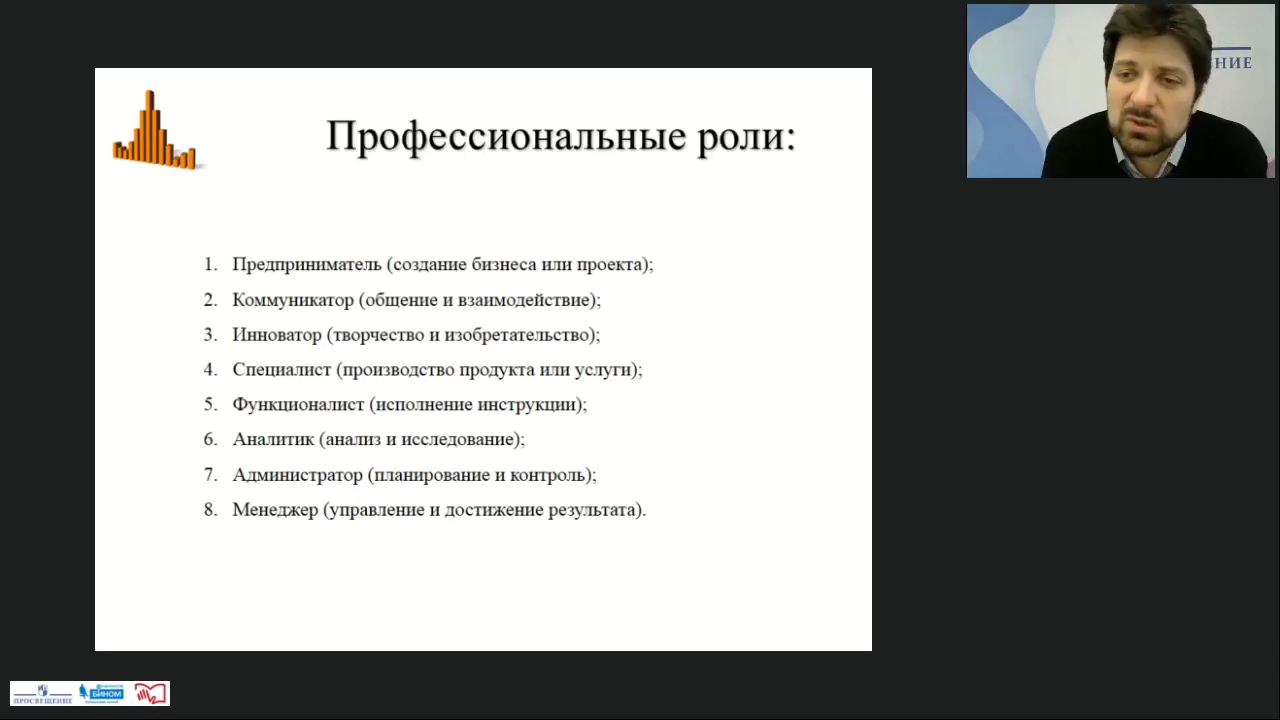 Профессиональные роли:
1. Предприниматель (создание бизнеса или проекта);
2. Коммуникатор (общение и взаимодействие);
3. Инноватор (творчество и изобретательство);
4. Специалист (производство продукта или услуги);
5. Функционалист (исполнение инструкции);
6. Аналитик (анализ и исследование);
7. Администратор (планирование и контроль);
8. Менеджер (управление и достижение результата).
НИЕ
ПРОСВЕЩЕНИЕ
БИНОМ